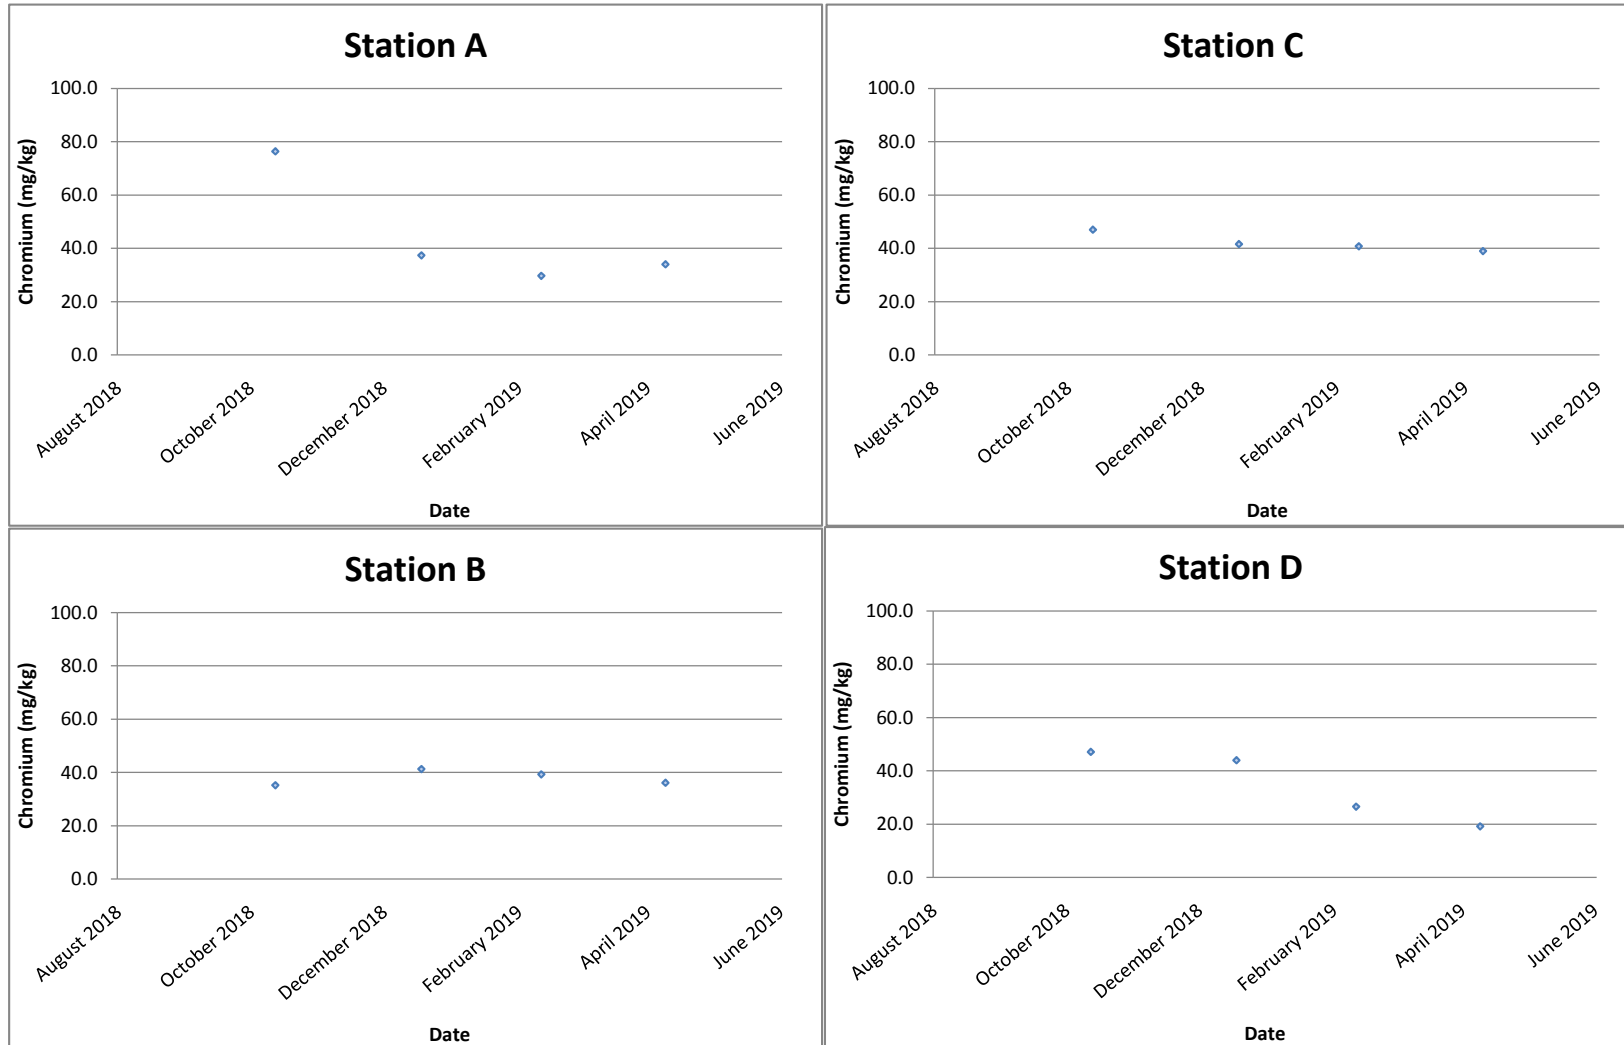 Station A
100.0
80.0
60.0
40.0
20.0
0.0
Chromium (mg/kg)
August 2018
October 2018
December 2018
February 2019
April 2019
June 2019
Date
Station C
100.0
80.0
60.0
40.0
20.0
0.0
Chromium (mg/kg)
August 2018
October 2018
December 2018
February 2019
April 2019
June 2019
Date
Station B
100.0
80.0
60.0
40.0
20.0
0.0
Chromium (mg/kg)
August 2018
October 2018
December 2018
February 2019
April 2019
June 2019
Date
Station D
100.0
80.0
60.0
40.0
20.0
0.0
Chromium (mg/kg)
August 2018
October 2018
December 2018
February 2019
April 2019
June 2019
Date